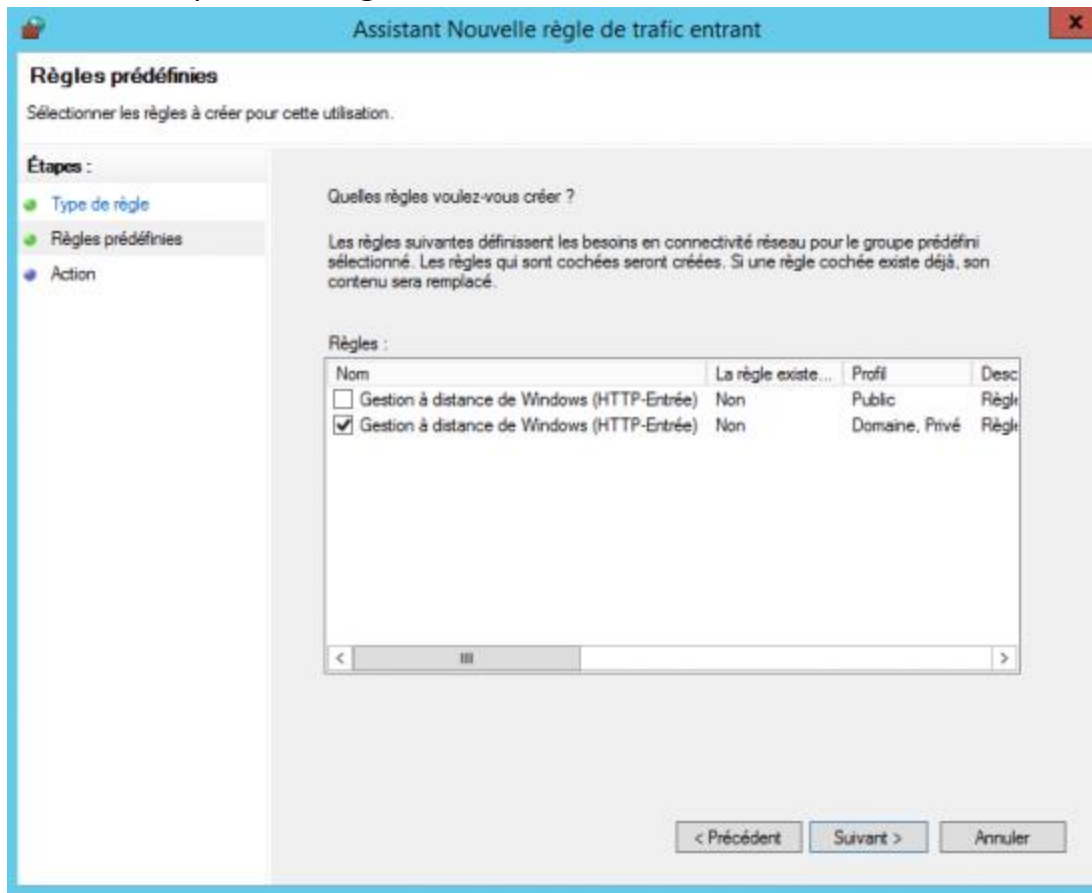 Assistant Nouvelle règle de trafic entrant
x
Règles prédéfinies
Sélectionner les règles à créer pour cette utilisation.
Étapes :
Type de règle
Règles prédéfinies
Action
Quelles règles voulez-vous créer ?
Les règles suivantes définissent les besoins en connectivité réseau pour le groupe prédéfini
sélectionné. Les règles qui sont cochées seront créées. Si une règle cochée existe déjà, son
contenu sera remplacé.
Règles :
Nom La règle existe... Profil Desc
Gestion à distance de Windows (HTTP-Entrée) Non Public Règl
Gestion à distance de Windows (HTTP-Entrée) Non Domaine, Privé Règl
< Précédent Suivant > Annuler